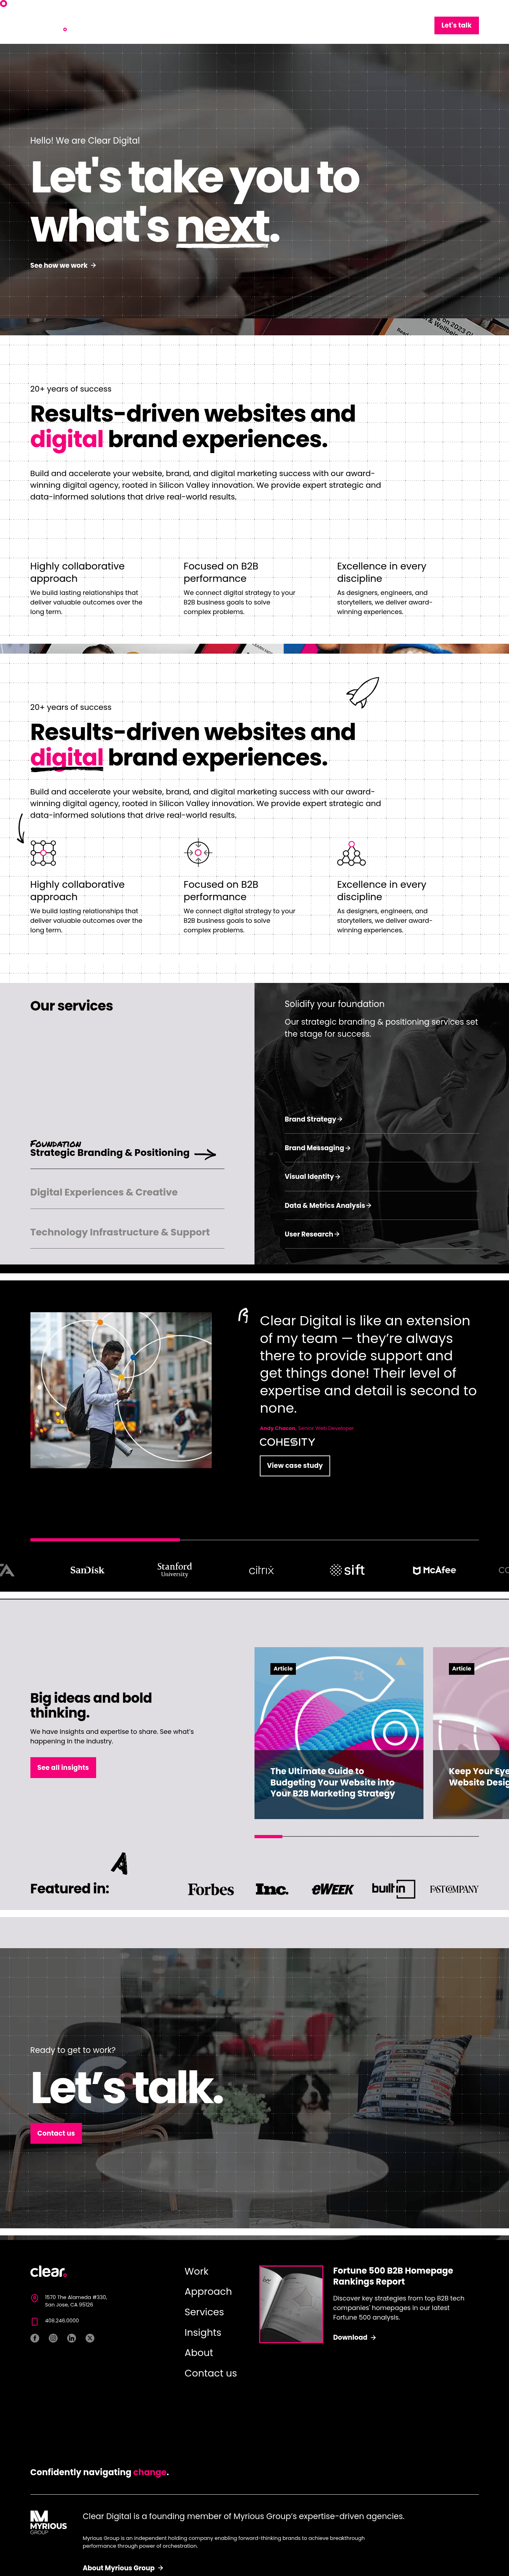 Let's talk
Hello! We are Clear Digital
Let's take you to
what's next.
See how we work →
20+ years of success
Results-driven websites and
digital brand experiences.
Build and accelerate your website, brand, and digital marketing success with our award-
winning digital agency, rooted in Silicon Valley innovation. We provide expert strategic and
data-informed solutions that drive real-world results.
Highly collaborative
approach
We build lasting relationships that
deliver valuable outcomes over the
long term.
Focused on B2B
performance
We connect digital strategy to your
B2B business goals to solve
complex problems.
Excellence in every
discipline
As designers, engineers, and
storytellers, we deliver award-
winning experiences.
20+ years of success
Results-driven websites and
digital brand experiences.
Build and accelerate your website, brand, and digital marketing success with our award-
winning digital agency, rooted in Silicon Valley innovation. We provide expert strategic and
data-informed solutions that drive real-world results.
Highly collaborative
approach
We build lasting relationships that
deliver valuable outcomes over the
long term.
Focused on B2B
performance
We connect digital strategy to your
B2B business goals to solve
complex problems.
Excellence in every
discipline
As designers, engineers, and
storytellers, we deliver award-
winning experiences.
Our services
Foundation
Strategic Branding & Positioning
Digital Experiences & Creative
Technology Infrastructure & Support
Solidify your foundation
Our strategic branding & positioning services set
the stage for success.
Brand Strategy →
Brand Messaging →
Visual Identity →
Data & Metrics Analysis →
User Research →
Clear Digital is like an extension
of my team — they're always
there to provide support and
get things done! Their level of
expertise and detail is second to
none.
Andy Chacon, Senior Web Developer
COHESITY
View case study
SanDisk
Stanford
University
citrix
sift
McAfee
Big ideas and bold
thinking.
We have insights and expertise to share. See what's
happening in the industry.
See all insights
Article
The Ultimate Guide to
Budgeting Your Website into
Your B2B Marketing Strategy
Article
Keep Your Eye
Website Desig
Featured in:
Forbes
Inc.
eWEEK
built in
FAST COMPANY
Ready to get to work?
Let's talk.
Contact us
clear.
1570 The Alameda #330,
San Jose, CA 95126
408.246.0000
Work
Approach
Services
Insights
About
Contact us
Fortune 500 B2B Homepage
Rankings Report
Discover key strategies from top B2B tech
companies' homepages in our latest
Fortune 500 analysis.
Download →
Confidently navigating change.
MYRIOUS
GROUP
Clear Digital is a founding member of Myrious Group's expertise-driven agencies.
Myrious Group is an independent holding company enabling forward-thinking brands to achieve breakthrough
performance through power of orchestration.
About Myrious Group →